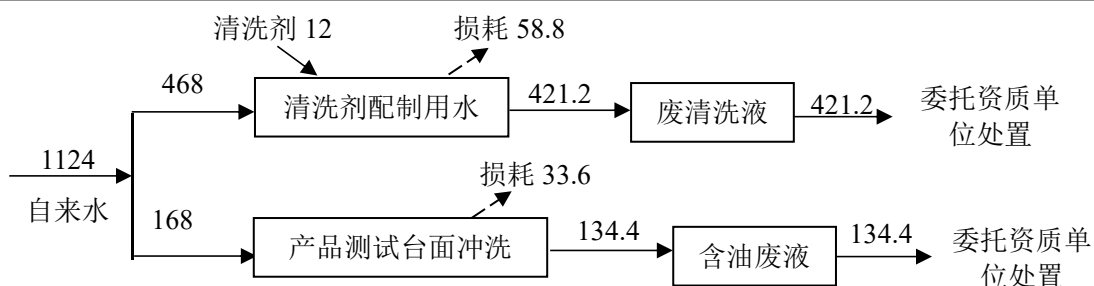 清洗剂 12
损耗 58.8
468
清洗剂配制用水
421.2
废清洗液
421.2
委托资质单
位处置
1124
自来水
损耗 33.6
168
产品测试台面冲洗
134.4
含油废液
134.4
委托资质单
位处置